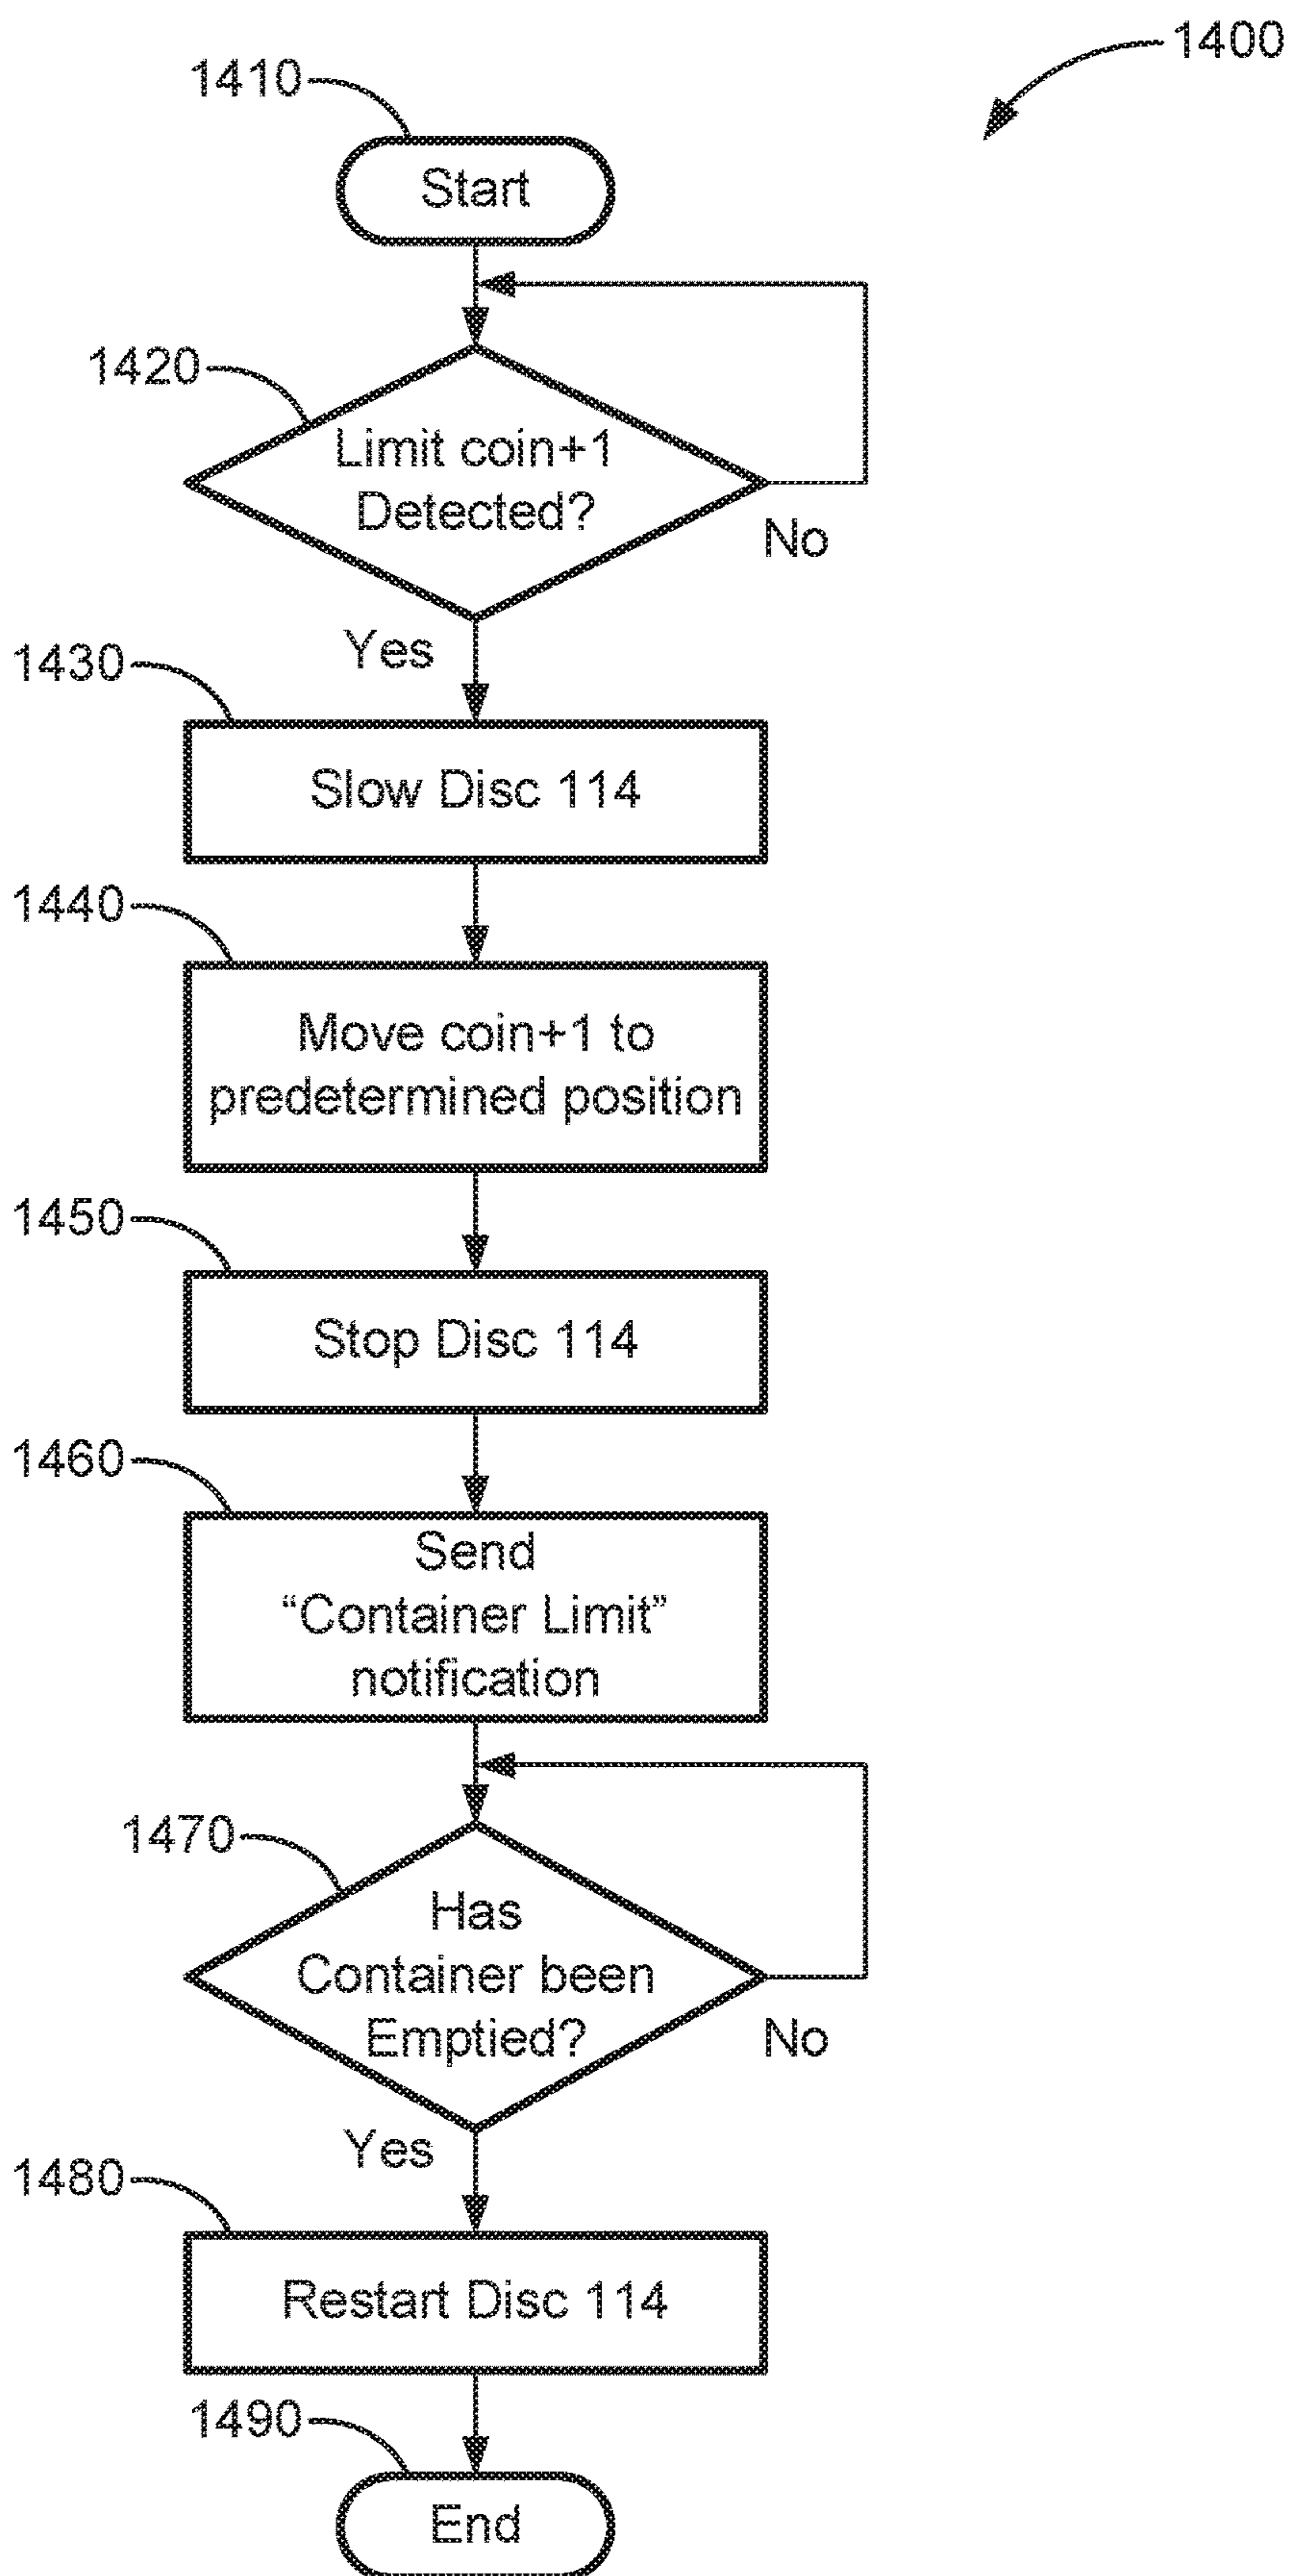 1400
1410
Start
1420
Limit coin+1
Detected?
No
Yes
1430
Slow Disc 114
1440
Move coin+1 to
predetermined position
1450
Stop Disc 114
1460
Send
“Container Limit”
notification
1470
Has
Container been
Emptied?
No
Yes
1480
Restart Disc 114
1490
End